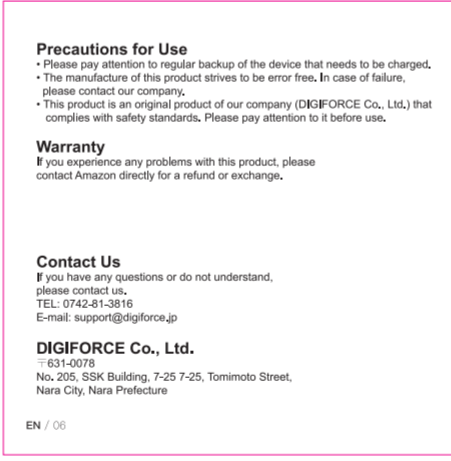 Precautions for Use
• Please pay attention to regular backup of the device that needs to be charged.
• The manufacture of this product strives to be error free. In case of failure,
please contact our company.
• This product is an original product of our company (DIGIFORCE Co., Ltd.) that
complies with safety standards. Please pay attention to it before use.
Warranty
If you experience any problems with this product, please
contact Amazon directly for a refund or exchange.
Contact Us
If you have any questions or do not understand,
please contact us.
TEL: 0742-81-3816
E-mail: support@digiforce.jp
DIGIFORCE Co., Ltd.
〒631-0078
No. 205, SSK Building, 7-25 7-25, Tomimoto Street,
Nara City, Nara Prefecture
EN / 06